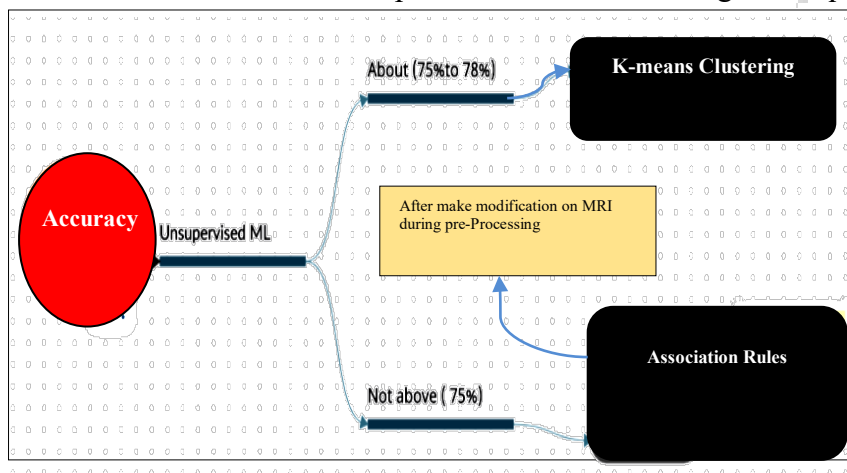 About (75%to 78%)
K-means Clustering
Accuracy
Unsupervised ML
After make modification on MRI
during pre-Processing
Association Rules
Not above ( 75%)